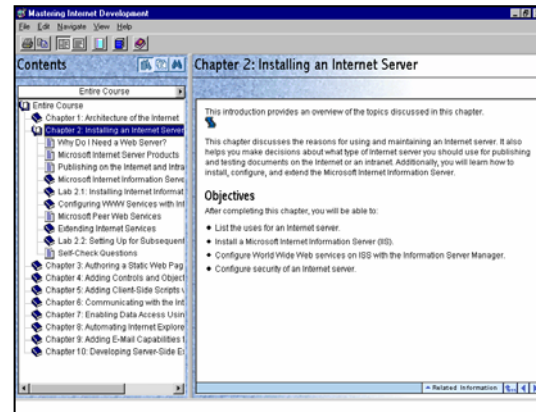 Mastering Internet Development
File Edit Navigate View Help
Contents
Entire Course
Entire Course
Chapter 1: Architecture of the Internet
Chapter 2: Installing an Internet Server
Why Do I Need a Web Server?
Microsoft Internet Server Products
Publishing on the Internet and Intra
Microsoft Internet Information Serve
Lab 2.1: Installing Internet Informat
Configuring WWW Services with Int
Microsoft Peer Web Services
Extending Internet Services
Lab 2.2: Setting Up for Subsequent
Self-Check Questions
Chapter 3: Authoring a Static Web Pag
Chapter 4: Adding Controls and Object
Chapter 5: Adding Client-Side Scripts v
Chapter 6: Communicating with the Int
Chapter 7: Enabling Data Access Usin
Chapter 8: Automating Internet Explore
Chapter 9: Adding E-Mail Capabilities t
Chapter 10: Developing Server-Side E
Chapter 2: Installing an Internet Server
This introduction provides an overview of the topics discussed in this chapter.
This chapter discusses the reasons for using and maintaining an Internet server. It also
helps you make decisions about what type of Internet server you should use for publishing
and testing documents on the Internet or an intranet. Additionally, you will learn how to
install, configure, and extend the Microsoft Internet Information Server.
Objectives
After completing this chapter, you will be able to:
List the uses for an Internet server.
Install a Microsoft Internet Information Server (IIS).
Configure World Wide Web services on ISS with the Information Server Manager.
Configure security of an Internet server.
Related Information